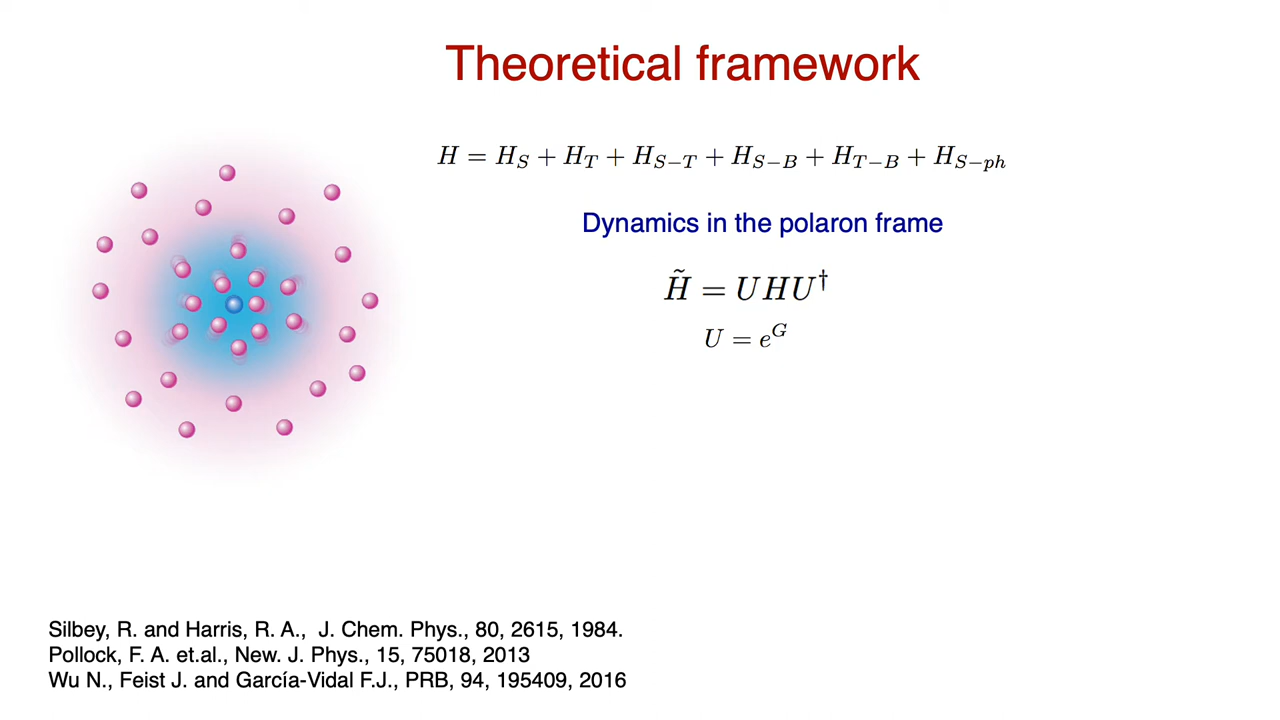 Theoretical framework
H = H_S + H_T + H_{S−T} + H_{S−B} + H_{T−B} + H_{S−ph}
Dynamics in the polaron frame
H̃ = UHU†
U = e^G
Silbey, R. and Harris, R. A., J. Chem. Phys., 80, 2615, 1984.
Pollock, F. A. et.al., New. J. Phys., 15, 75018, 2013
Wu N., Feist J. and García-Vidal F.J., PRB, 94, 195409, 2016